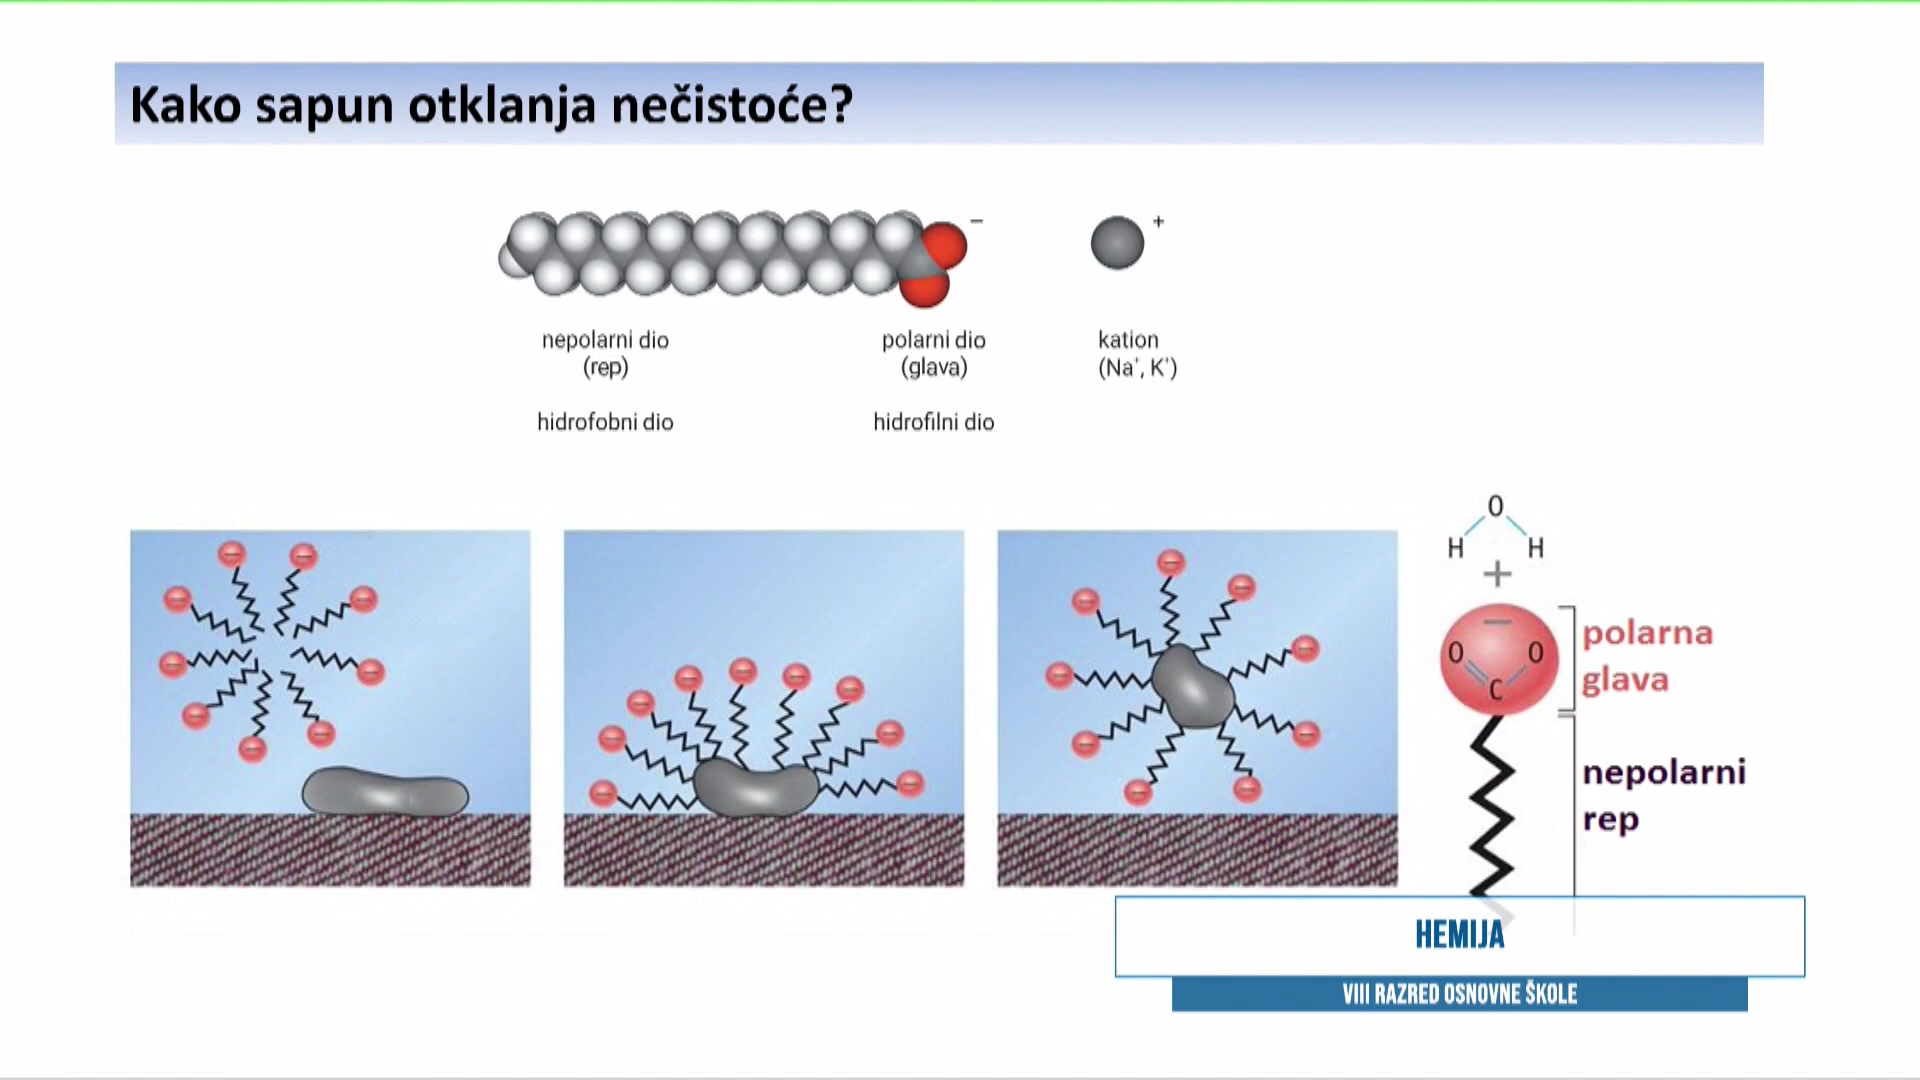 Kako sapun otklanja nečistoće?
−
+
nepolarni dio
(rep)
polarni dio
(glava)
kation
(Na⁺, K⁺)
hidrofobni dio
hidrofilni dio
O
H H
+
−
O O
C
polarna
glava
nepolarni
rep
HEMIJA
VIII RAZRED OSNOVNE ŠKOLE